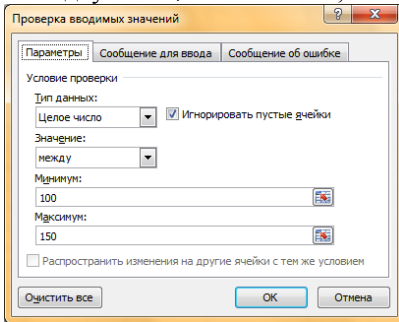 Проверка вводимых значений
Параметры Сообщение для ввода Сообщение об ошибке
Условие проверки
Тип данных:
Целое число Игнорировать пустые ячейки
Значение:
между
Минимум:
100
Максимум:
150
Распространить изменения на другие ячейки с тем же условием
Очистить все ОК Отмена